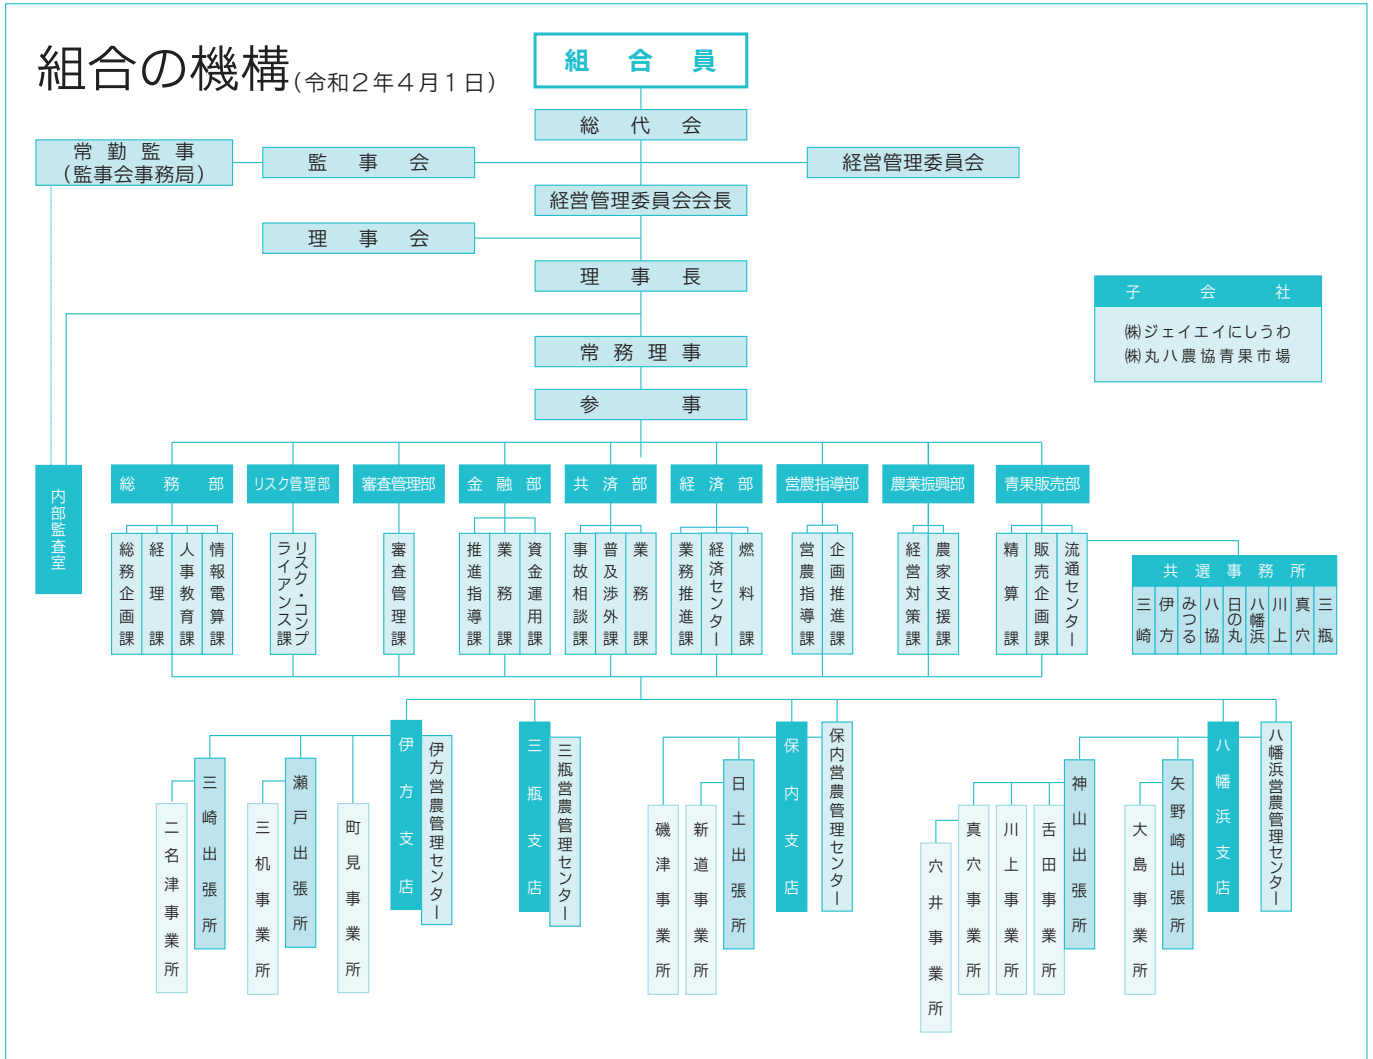 組合の機構(令和2年4月1日)
組合員
総代会
常勤監事
(監事会事務局)
監事会
経営管理委員会
経営管理委員会会長
理事会
理事長
子会社
㈱ジェイエイにしうわ
㈱丸八農協青果市場
常務理事
参事
内部監査室
総務部
リスク管理部
審査管理部
金融部
共済部
経済部
営農指導部
農業振興部
青果販売部
総務企画課
経理課
人事教育課
情報電算課
リスク・コンプ
ライアンス課
審査管理課
推進指導課
業務課
資金運用課
事故相談課
普及渉外課
業務課
業務推進課
経済センター
燃料課
営農指導課
企画推進課
経営対策課
農家支援課
精算課
販売企画課
流通センター
共選事務所
三崎
伊方
みつる
八協
日の丸
八幡浜
川上
真穴
三瓶
二名津事業所
三崎出張所
三机事業所
瀬戸出張所
町見事業所
伊方支店
伊方営農管理センター
三瓶支店
三瓶営農管理センター
磯津事業所
新道事業所
日土出張所
保内支店
保内営農管理センター
穴井事業所
真穴事業所
川上事業所
舌田事業所
神山出張所
大島事業所
矢野崎出張所
八幡浜支店
八幡浜営農管理センター